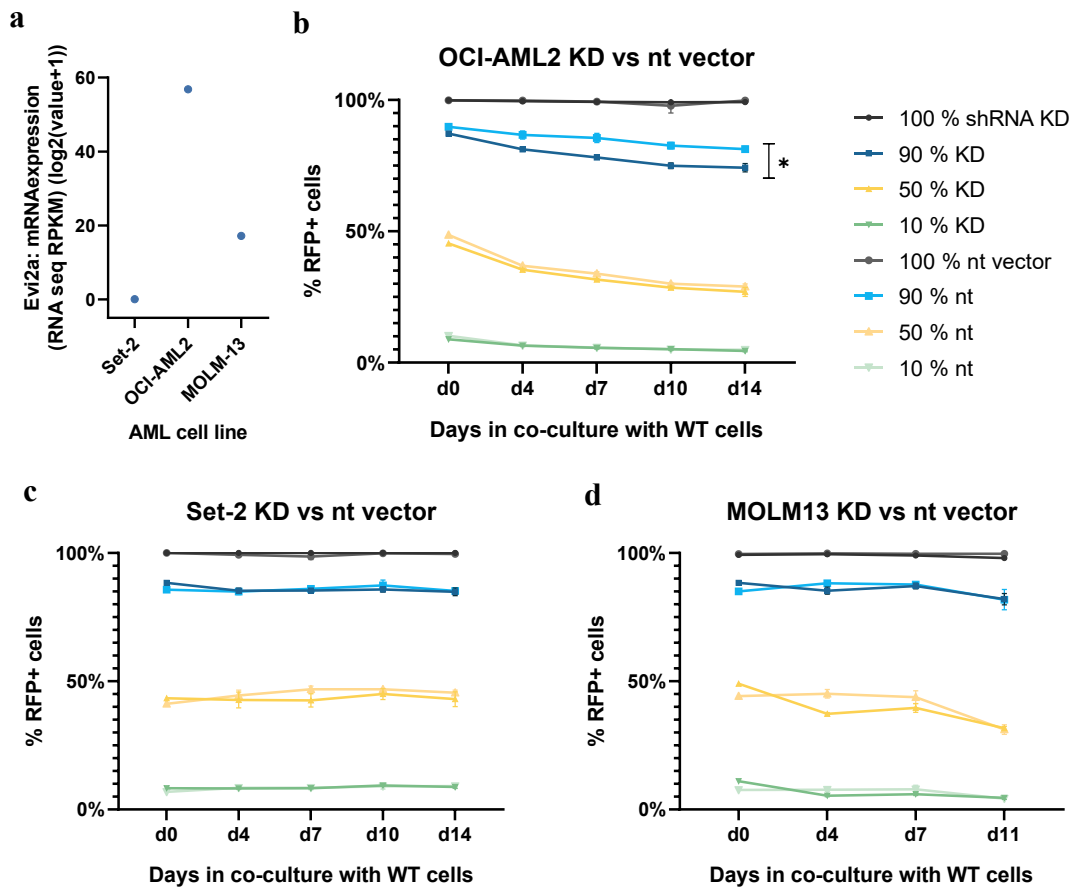 a
Evi2a: mRNAexpression
(RNA seq RPKM) (log2(value+1))
60
40
20
0
Set-2
OCI-AML2
MOLM-13
AML cell line
b
OCI-AML2 KD vs nt vector
% RFP+ cells
100%
50%
0%
*
d0 d4 d7 d10 d14
Days in co-culture with WT cells
100 % shRNA KD
90 % KD
50 % KD
10 % KD
100 % nt vector
90 % nt
50 % nt
10 % nt
c
Set-2 KD vs nt vector
% RFP+ cells
100%
50%
0%
d0 d4 d7 d10 d14
Days in co-culture with WT cells
d
MOLM13 KD vs nt vector
% RFP+ cells
100%
50%
0%
d0 d4 d7 d11
Days in co-culture with WT cells